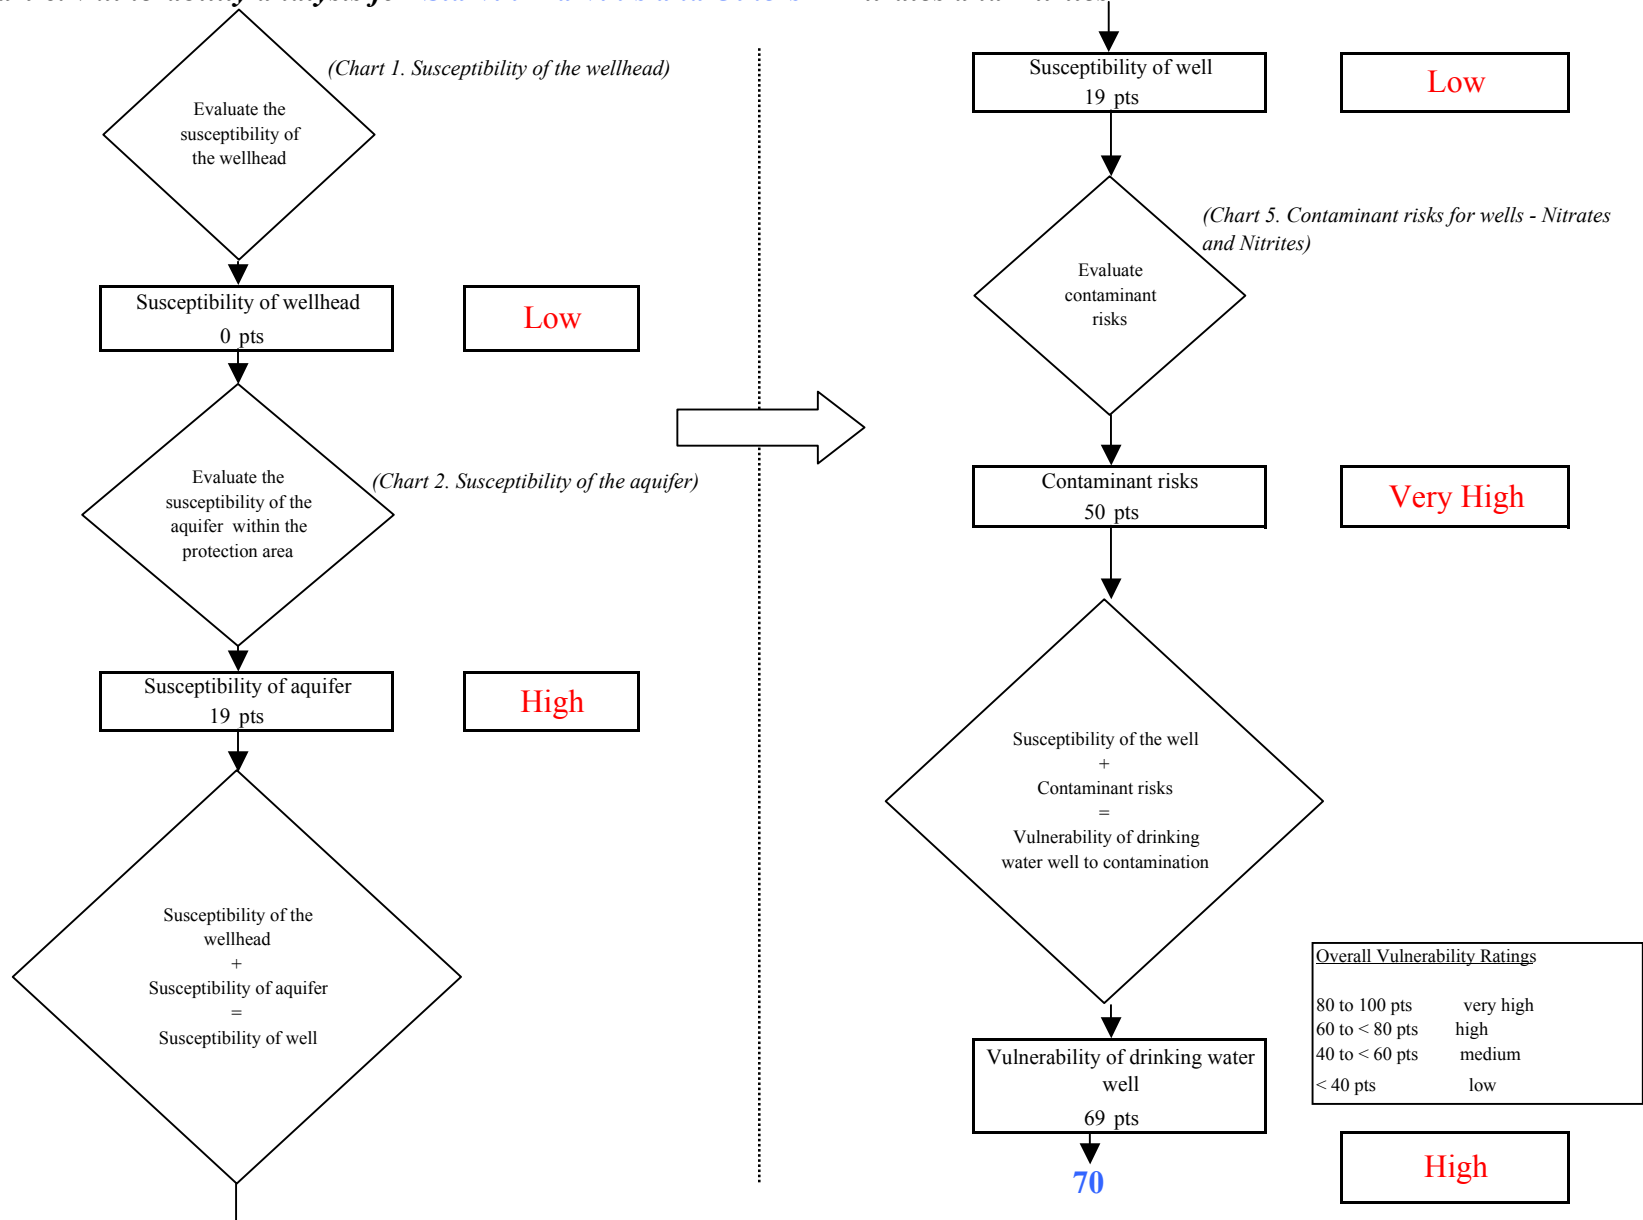 (Chart 1. Susceptibility of the wellhead)
Evaluate the
susceptibility of
the wellhead
Susceptibility of wellhead
0 pts
Low
Evaluate the
susceptibility of the
aquifer within the
protection area
(Chart 2. Susceptibility of the aquifer)
Susceptibility of aquifer
19 pts
High
Susceptibility of the
wellhead
+
Susceptibility of aquifer
=
Susceptibility of well
Susceptibility of well
19 pts
Low
(Chart 5. Contaminant risks for wells - Nitrates
and Nitrites)
Evaluate
contaminant
risks
Contaminant risks
50 pts
Very High
Susceptibility of the well
+
Contaminant risks
=
Vulnerability of drinking
water well to contamination
Overall Vulnerability Ratings
80 to 100 pts very high
60 to < 80 pts high
40 to < 60 pts medium
< 40 pts low
Vulnerability of drinking water
well
69 pts
70
High